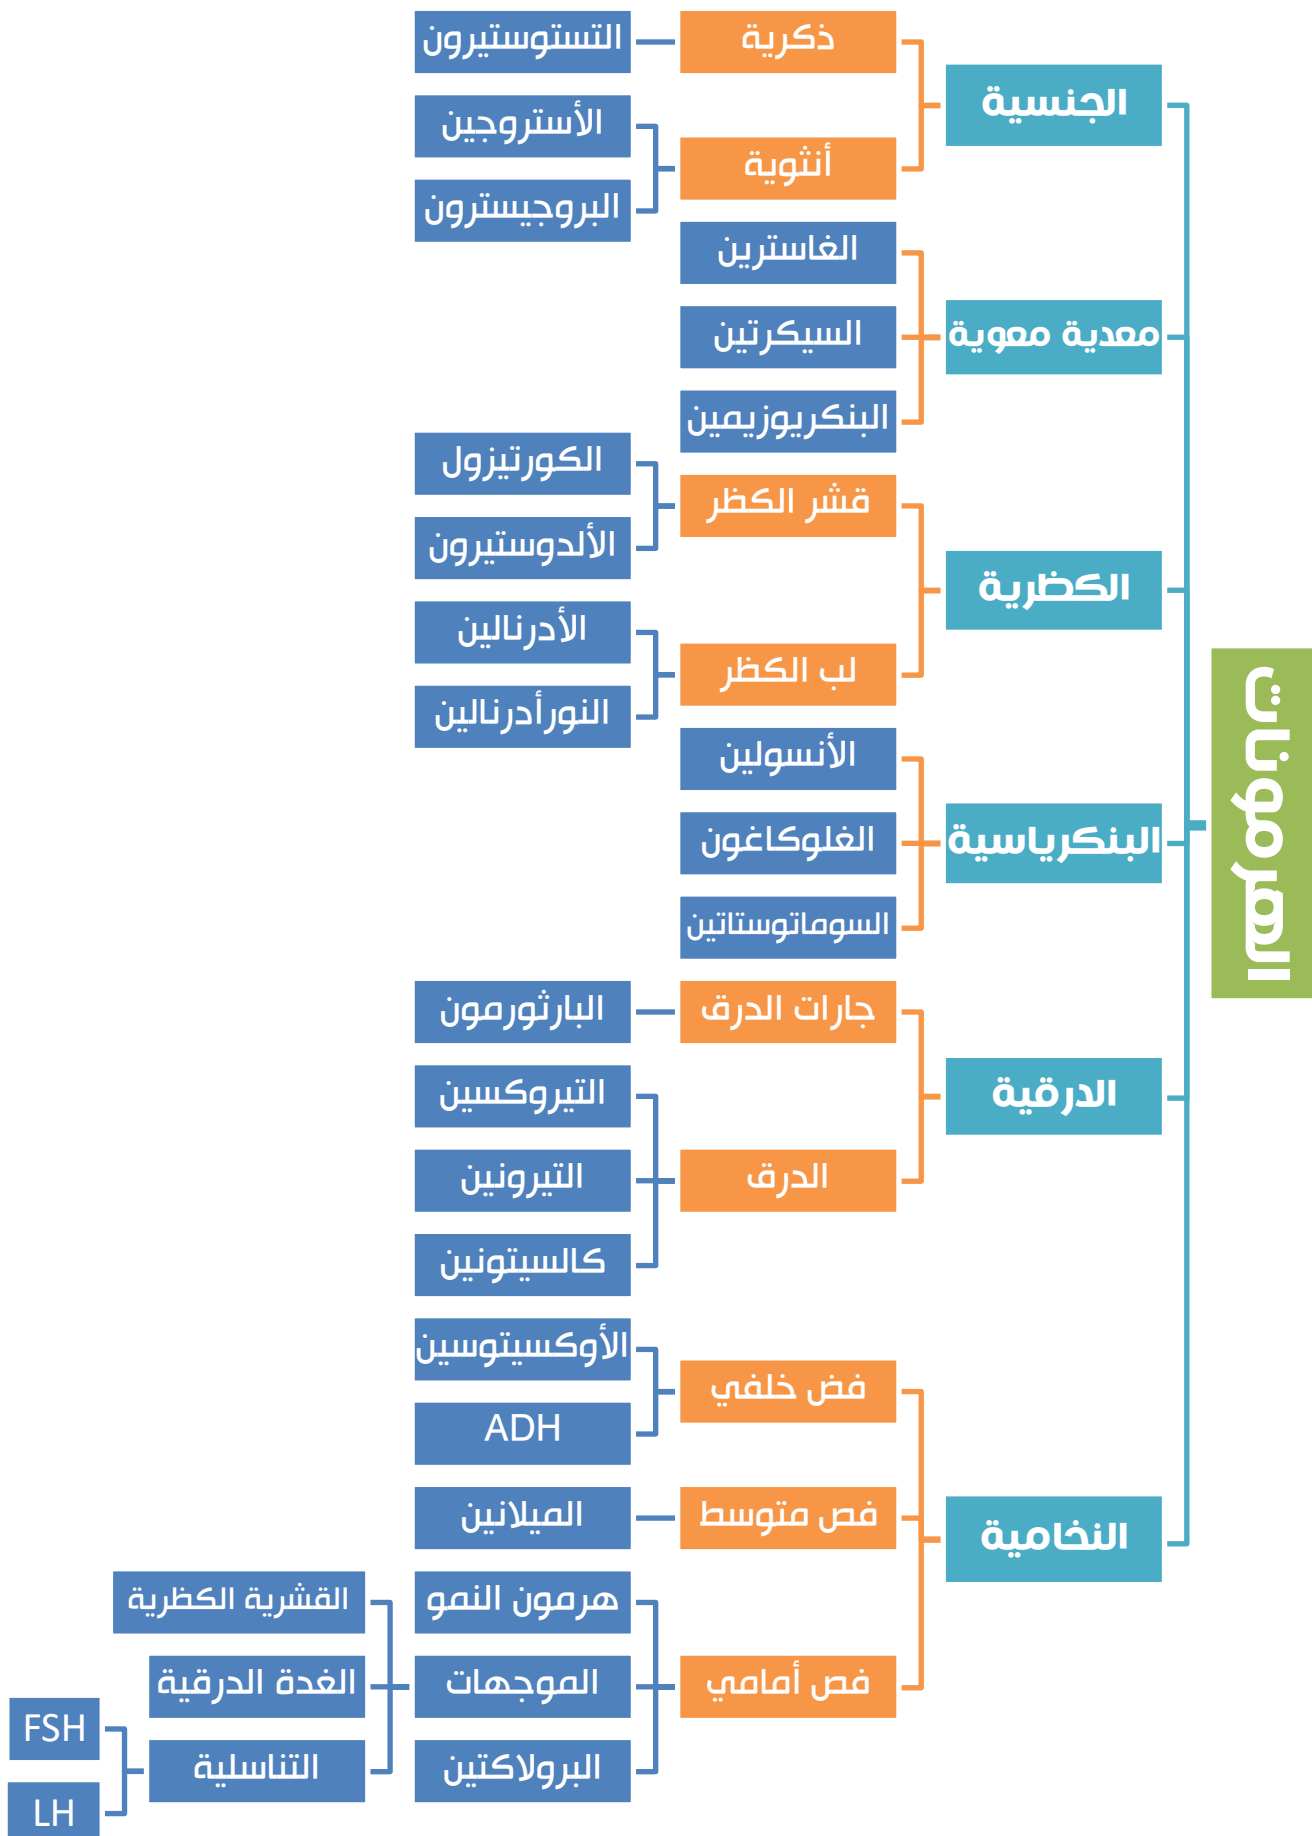 الهرمونات
الجنسية
ذكرية
التستوستيرون
أنثوية
الأستروجين
البروجيسترون
معدية معوية
الغاسترين
السيكرتين
البنكريوزيمين
الكظرية
قشر الكظر
الكورتيزول
الألدوستيرون
لب الكظر
الأدرنالين
النورأدرنالين
البنكرياسية
الأنسولين
الغلوكاغون
السوماتوستاتين
الدرقية
جارات الدرق
البارثورمون
الدرق
التيروكسين
التيرونين
كالسيتونين
النخامية
فض خلفي
الأوكسيتوسين
ADH
فص متوسط
الميلانين
فص أمامي
هرمون النمو
الموجهات
القشرية الكظرية
الغدة الدرقية
التناسلية
FSH
LH
البرولاكتين